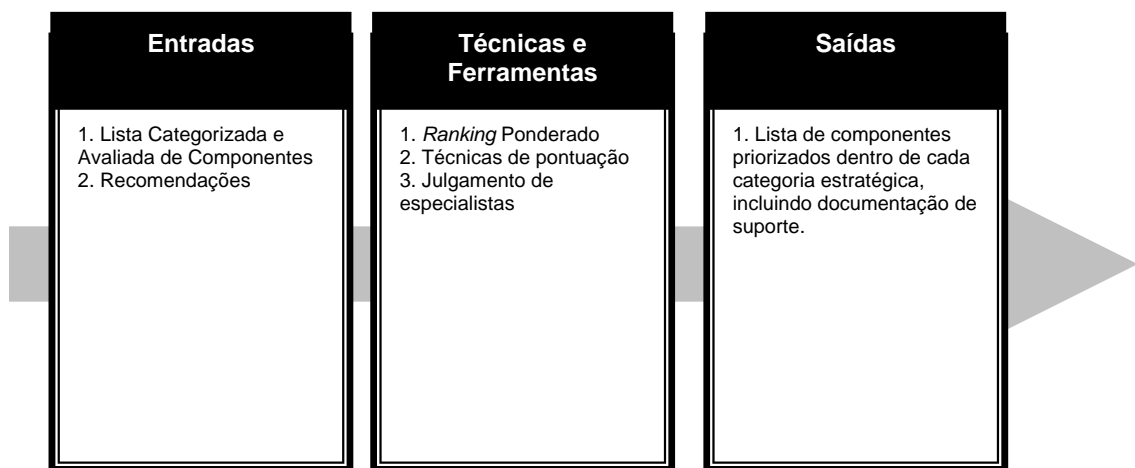 Entradas
1. Lista Categorizada e
Avaliada de Componentes
2. Recomendações
Técnicas e
Ferramentas
1. Ranking Ponderado
2. Técnicas de pontuação
3. Julgamento de
especialistas
Saídas
1. Lista de componentes
priorizados dentro de cada
categoria estratégica,
incluindo documentação de
suporte.